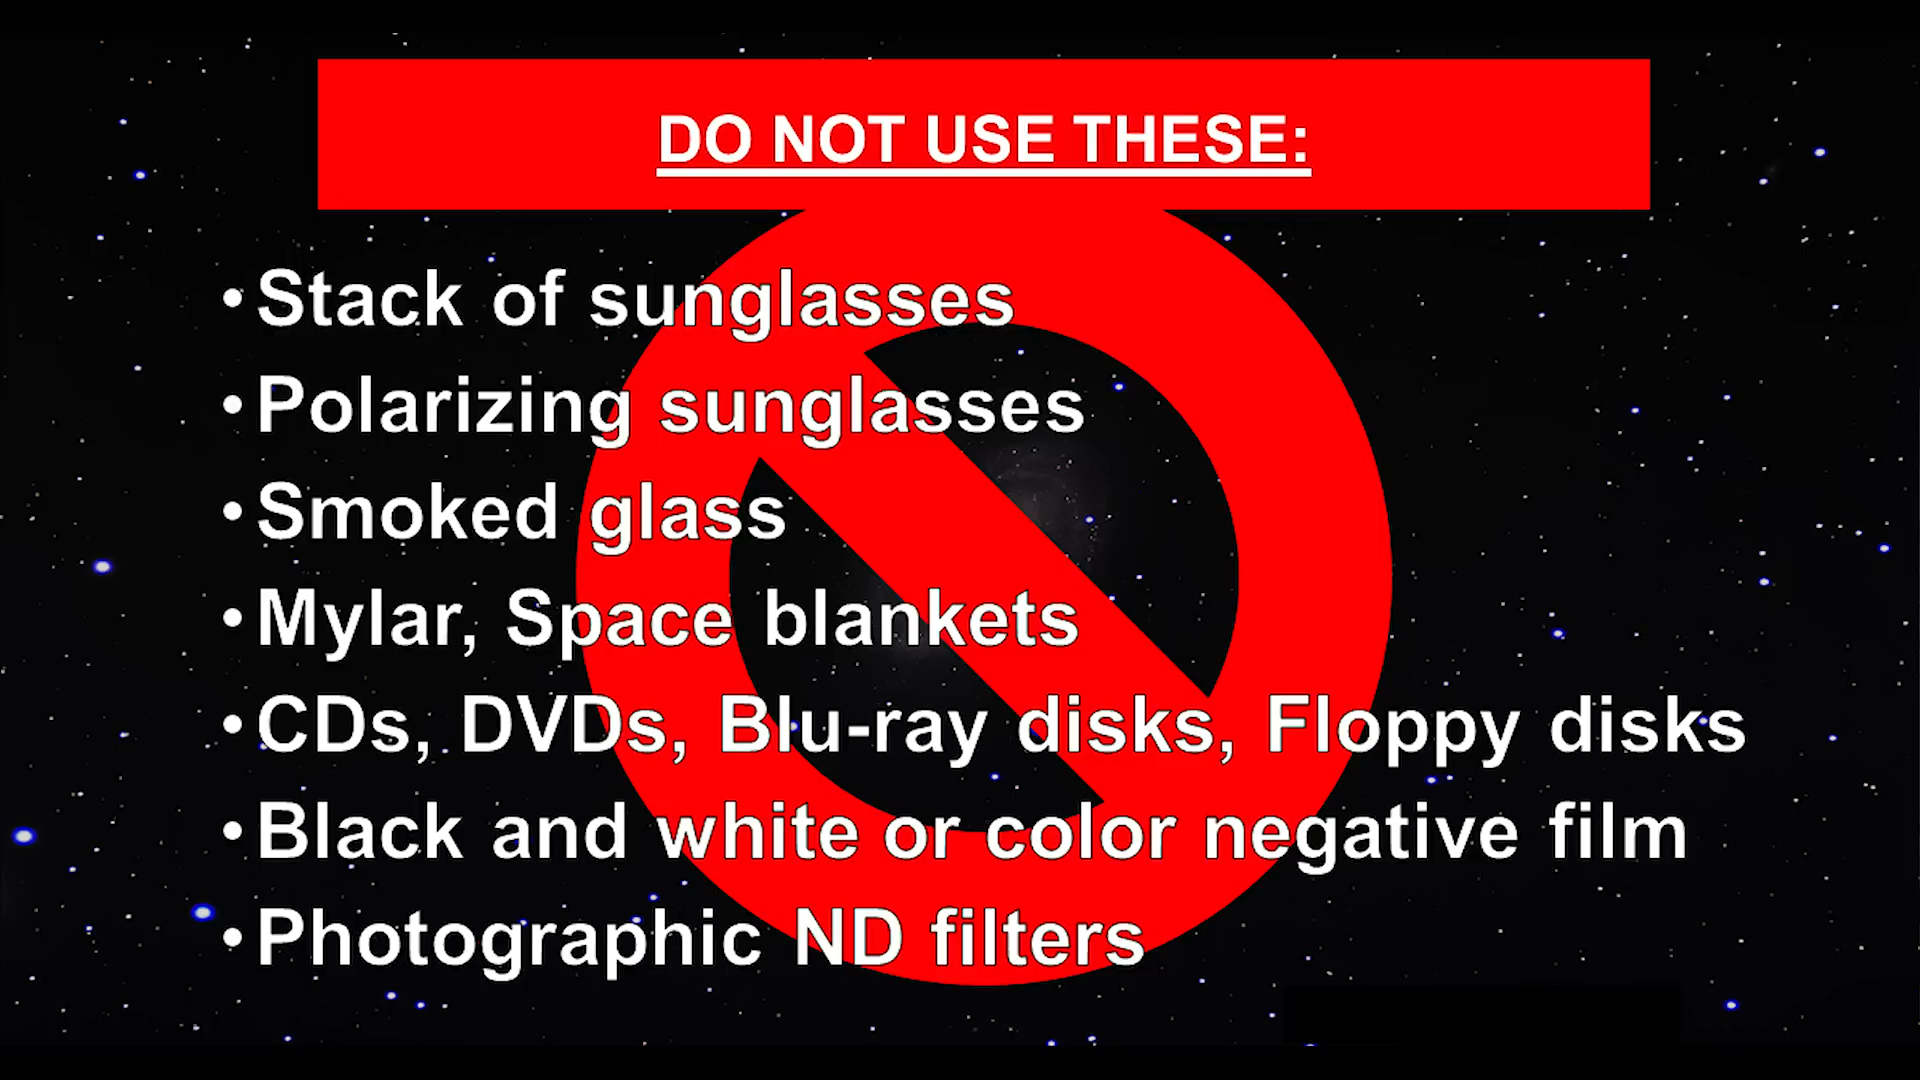 DO NOT USE THESE:
•Stack of sunglasses
•Polarizing sunglasses
•Smoked glass
•Mylar, Space blankets
•CDs, DVDs, Blu-ray disks, Floppy disks
•Black and white or color negative film
•Photographic ND filters